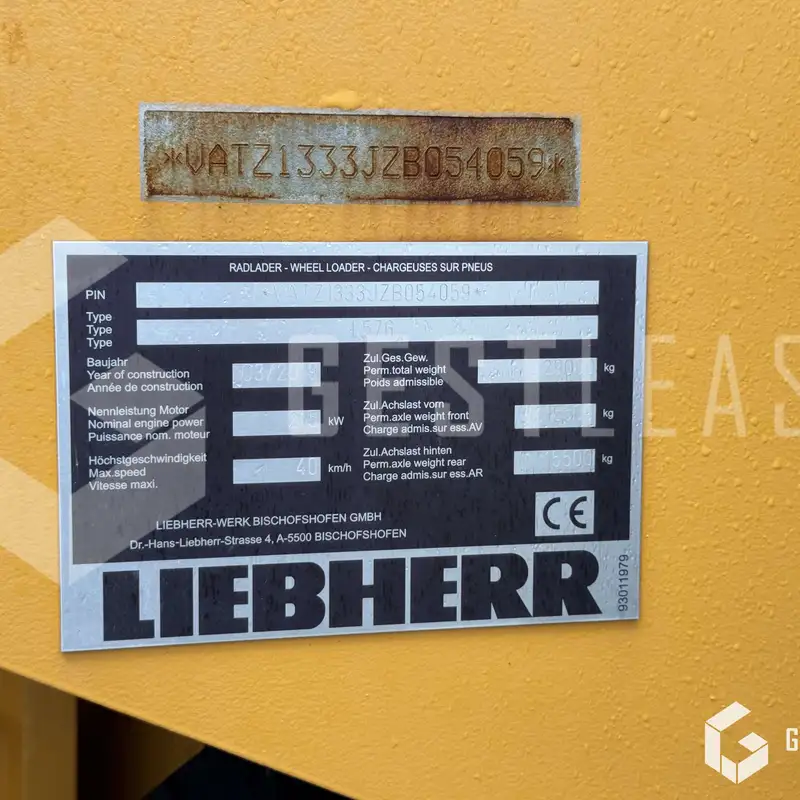 *VATZ1333JZB054059*
RADLADER - WHEEL LOADER - CHARGEUSES SUR PNEUS
PIN *VATZ1333JZB054059*
Type
Type
Type
L576
Baujahr
Year of construction
Année de construction
Zul.Ges.Gew.
Perm.total weight
Poids admissible
kg
Nennleistung Motor
Nominal engine power
Puissance nom. moteur
kW
Zul.Achslast vorn
Perm.axle weight front
Charge admis.sur ess.AV
kg
Höchstgeschwindigkeit
Max.speed
Vitesse maxi.
40 km/h
Zul.Achslast hinten
Perm.axle weight rear
Charge admis.sur ess.AR
kg
LIEBHERR-WERK BISCHOFSHOFEN GMBH
Dr.-Hans-Liebherr-Strasse 4, A-5500 BISCHOFSHOFEN
CE
LIEBHERR
93011979
GESTLEAS
G